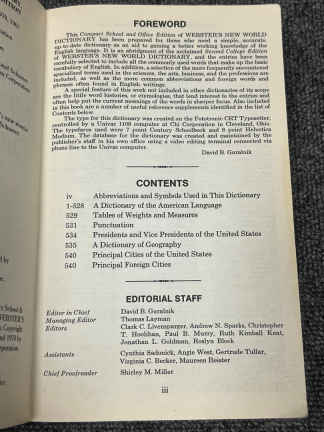 FOREWORD
This Compact School and Office Edition of WEBSTER'S NEW WORLD
DICTIONARY has been prepared for those who need a simple, accurate,
up-to-date dictionary as an aid to gaining a better working knowledge of the
English language. It is an abridgment of the acclaimed Second College Edition
of WEBSTER'S NEW WORLD DICTIONARY, and the entries have been
carefully selected to include all the commonly used words that make up the basic
vocabulary of English. In addition, a selection of the more frequently encountered
specialized terms used in the sciences, the arts, business, and the professions are
included, as well as the more common abbreviations and foreign words and
phrases often found in English writings.
A special feature of this work not included in other dictionaries of its scope
are the little word histories, or etymologies, that lend interest to the entries and
often help put the current meanings of the words in sharper focus. Also included
in this book are a number of useful reference supplements identified in the list of
Contents below.
The type for this dictionary was created on the Fototronic CRT Typesetter,
controlled by a Univac 1108 computer at Chi Corporation in Cleveland, Ohio.
The typefaces used were 7 point Century Schoolbook and 8 point Helvetica
Medium. The database for the dictionary was created and maintained by the
publisher's staff in his own office using a video editing terminal connected via
phone line to the Univac computer.
David B. Guralnik
CONTENTS
iv Abbreviations and Symbols Used in This Dictionary
1-528 A Dictionary of the American Language
529 Tables of Weights and Measures
531 Punctuation
534 Presidents and Vice Presidents of the United States
535 A Dictionary of Geography
540 Principal Cities of the United States
540 Principal Foreign Cities
EDITORIAL STAFF
Editor in Chief David B. Guralnik
Managing Editor Thomas Layman
Editors Clark C. Livensparger, Andrew N. Sparks, Christopher
T. Hoolihan, Paul B. Murry, Ruth Kimball Kent,
Jonathan L. Goldman, Roslyn Block
Assistants Cynthia Sadonick, Angie West, Gertrude Tullar,
Virginia C. Becker, Maureen Reister
Chief Proofreader Shirley M. Miller
iii